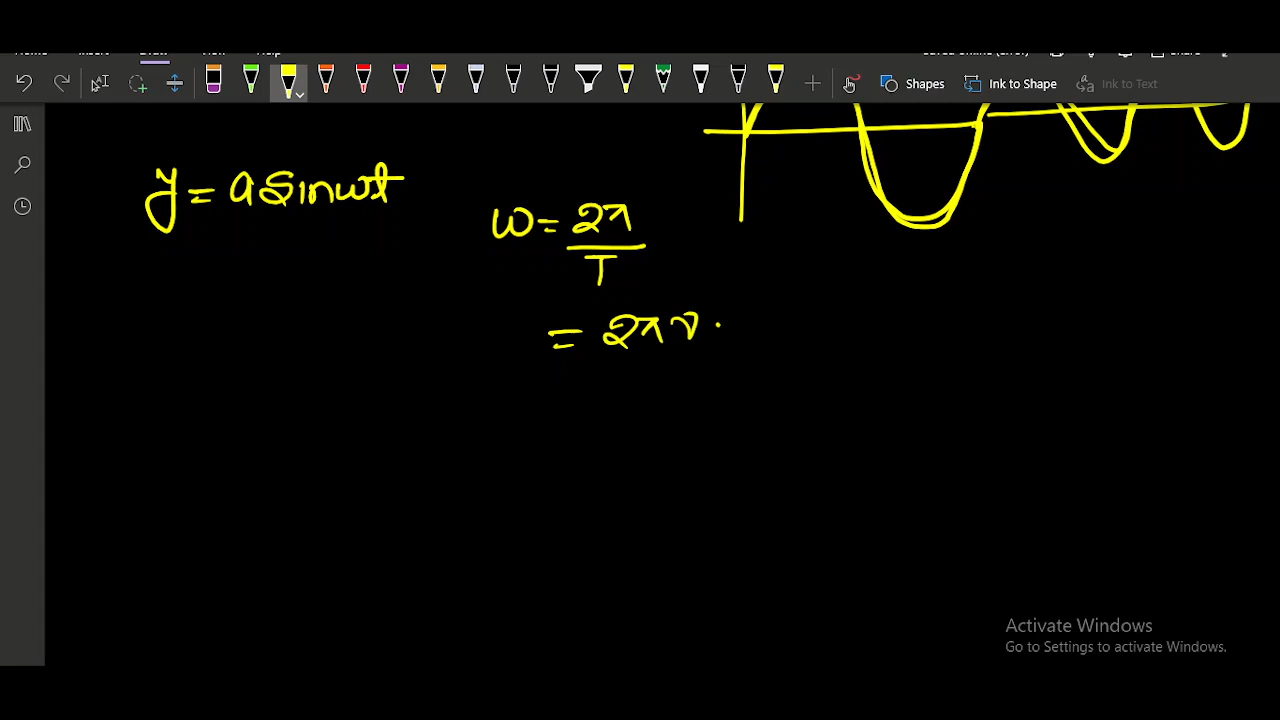 Ink to Shape
Shapes
Ink to Text
y = a sin ωt
ω = 2π
T
= 2πν.
Activate Windows
Go to Settings to activate Windows.